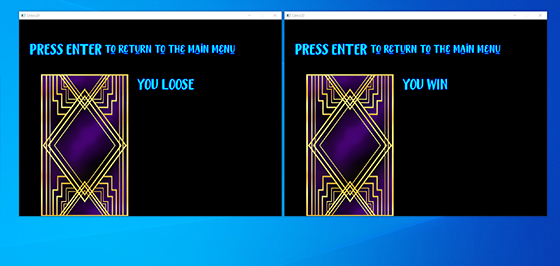 PRESS ENTER TO RETURN TO THE MAIN MENU
YOU LOOSE
PRESS ENTER TO RETURN TO THE MAIN MENU
YOU WIN